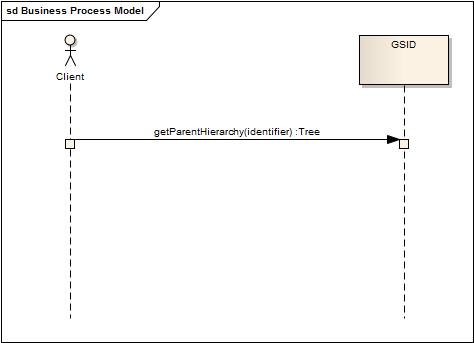 sd Business Process Model
Client
GSID
getParentHierarchy(identifier) :Tree